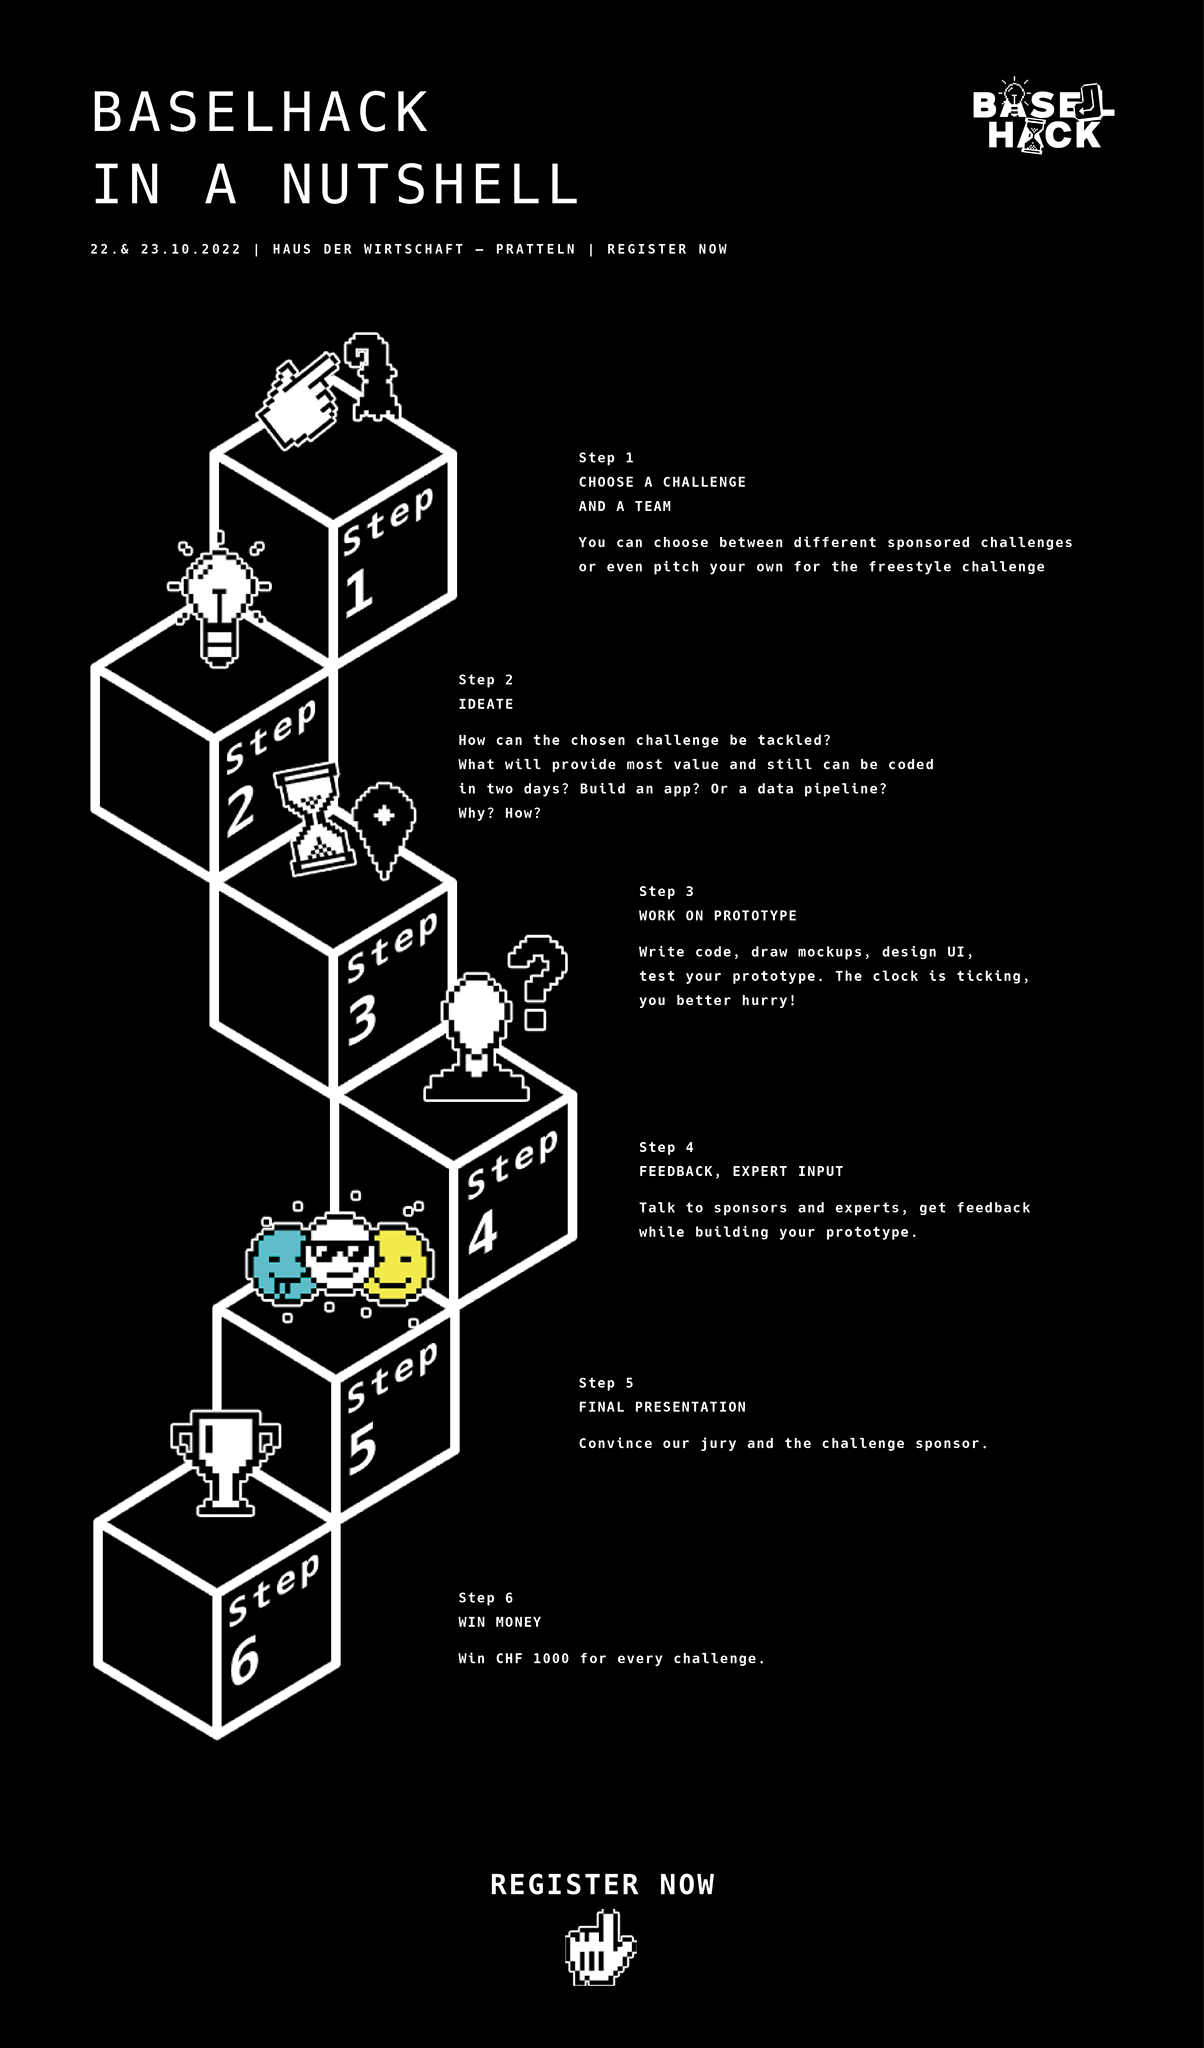 BASELHACK
IN A NUTSHELL
BASEL
HACK
22.& 23.10.2022 | HAUS DER WIRTSCHAFT – PRATTELN | REGISTER NOW
Step
1
Step 1
CHOOSE A CHALLENGE
AND A TEAM
You can choose between different sponsored challenges
or even pitch your own for the freestyle challenge
Step
2
Step 2
IDEATE
How can the chosen challenge be tackled?
What will provide most value and still can be coded
in two days? Build an app? Or a data pipeline?
Why? How?
Step
3
Step 3
WORK ON PROTOTYPE
Write code, draw mockups, design UI,
test your prototype. The clock is ticking,
you better hurry!
?
Step
4
Step 4
FEEDBACK, EXPERT INPUT
Talk to sponsors and experts, get feedback
while building your prototype.
Step
5
Step 5
FINAL PRESENTATION
Convince our jury and the challenge sponsor.
Step
6
Step 6
WIN MONEY
Win CHF 1000 for every challenge.
REGISTER NOW